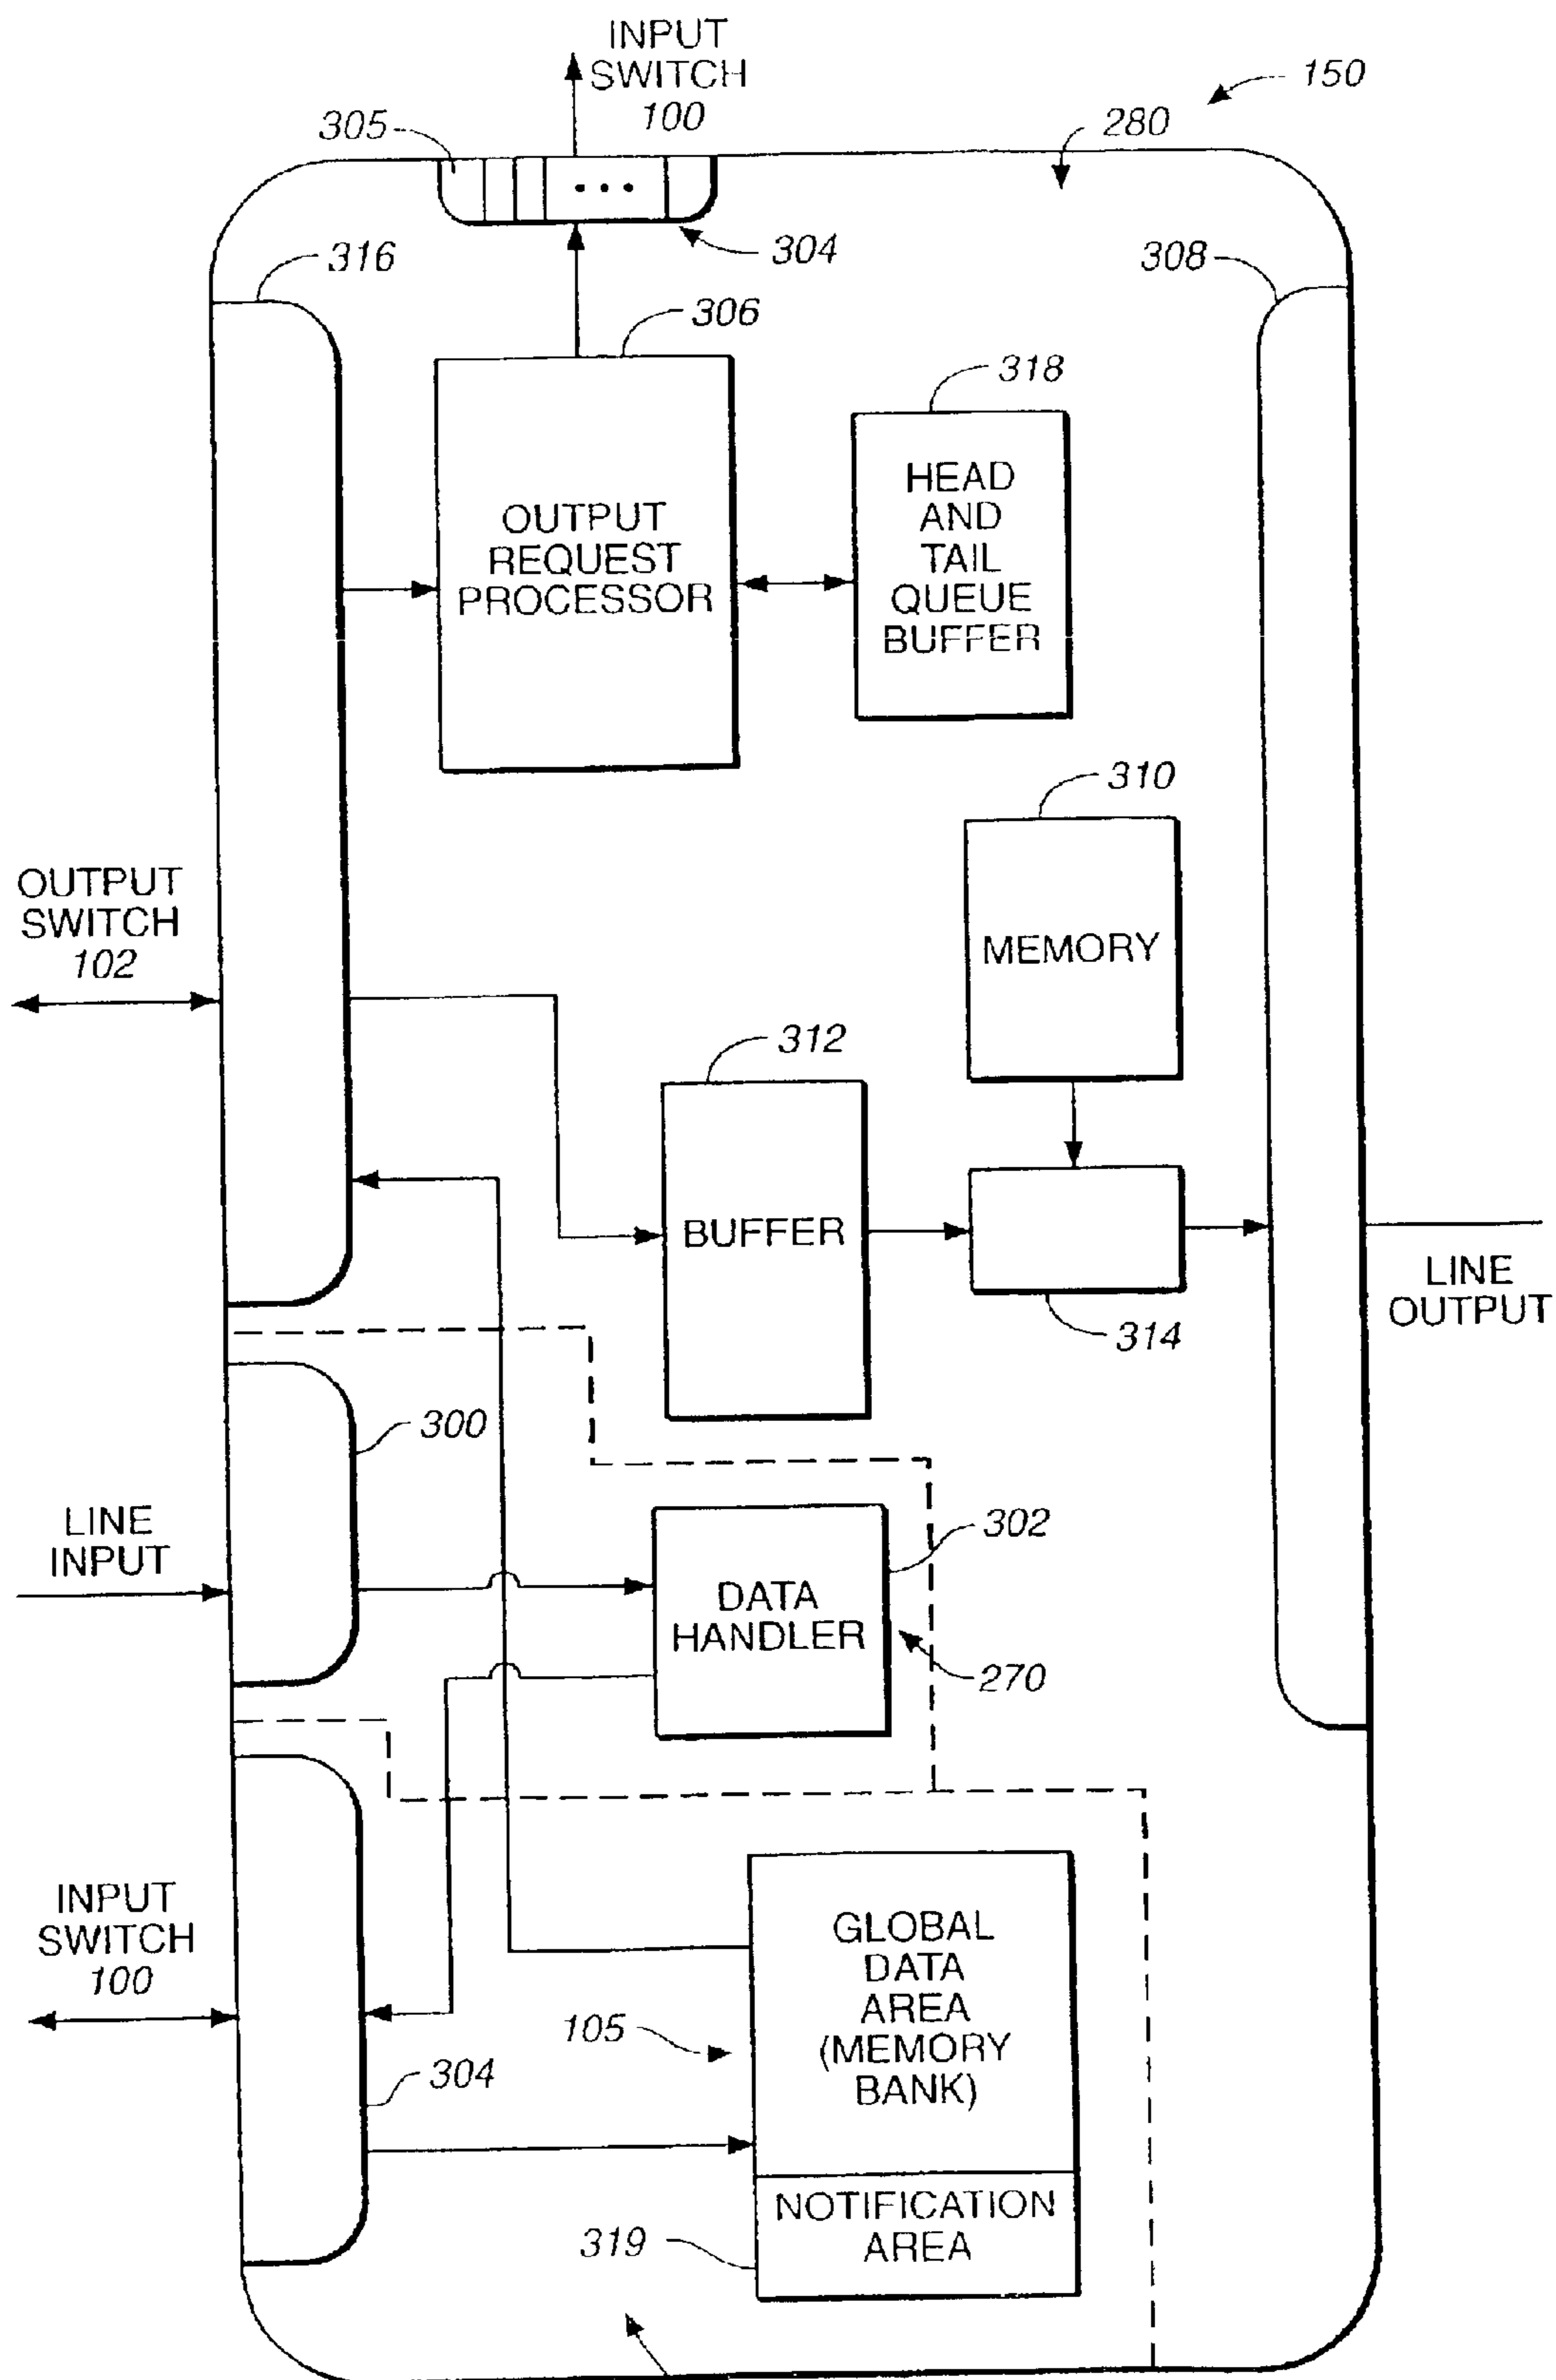 INPUT
SWITCH
100
150
305
280
304
316
308
306
318
HEAD
AND
TAIL
QUEUE
BUFFER
OUTPUT
REQUEST
PROCESSOR
310
MEMORY
OUTPUT
SWITCH
102
312
BUFFER
314
LINE
OUTPUT
300
LINE
INPUT
302
DATA
HANDLER
270
INPUT
SWITCH
100
GLOBAL
DATA
AREA
(MEMORY
BANK)
105
304
NOTIFICATION
AREA
319